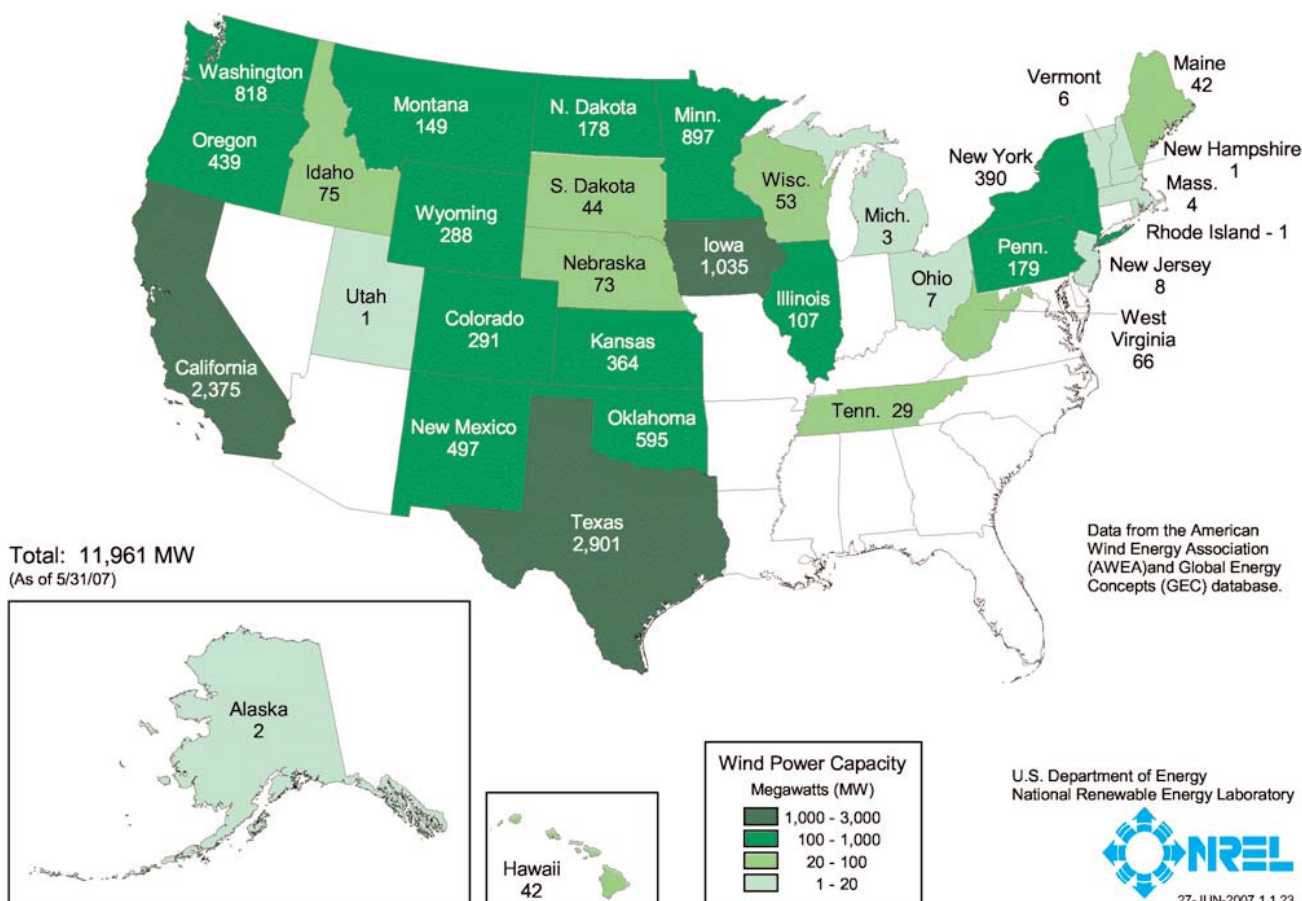 Washington
818
Oregon
439
Idaho
75
Montana
149
N. Dakota
178
Minn.
897
S. Dakota
44
Wyoming
288
Nebraska
73
Iowa
1,035
Wisc.
53
Mich.
3
Illinois
107
Ohio
7
Penn.
179
New York
390
Vermont
6
Maine
42
New Hampshire
1
Mass.
4
Rhode Island - 1
New Jersey
8
West
Virginia
66
Utah
1
Colorado
291
Kansas
364
California
2,375
New Mexico
497
Oklahoma
595
Tenn. 29
Texas
2,901
Total: 11,961 MW
(As of 5/31/07)
Data from the American
Wind Energy Association
(AWEA)and Global Energy
Concepts (GEC) database.
Alaska
2
Hawaii
42
Wind Power Capacity
Megawatts (MW)
1,000 - 3,000
100 - 1,000
20 - 100
1 - 20
U.S. Department of Energy
National Renewable Energy Laboratory
NREL
27-JUN-2007 1.1.23